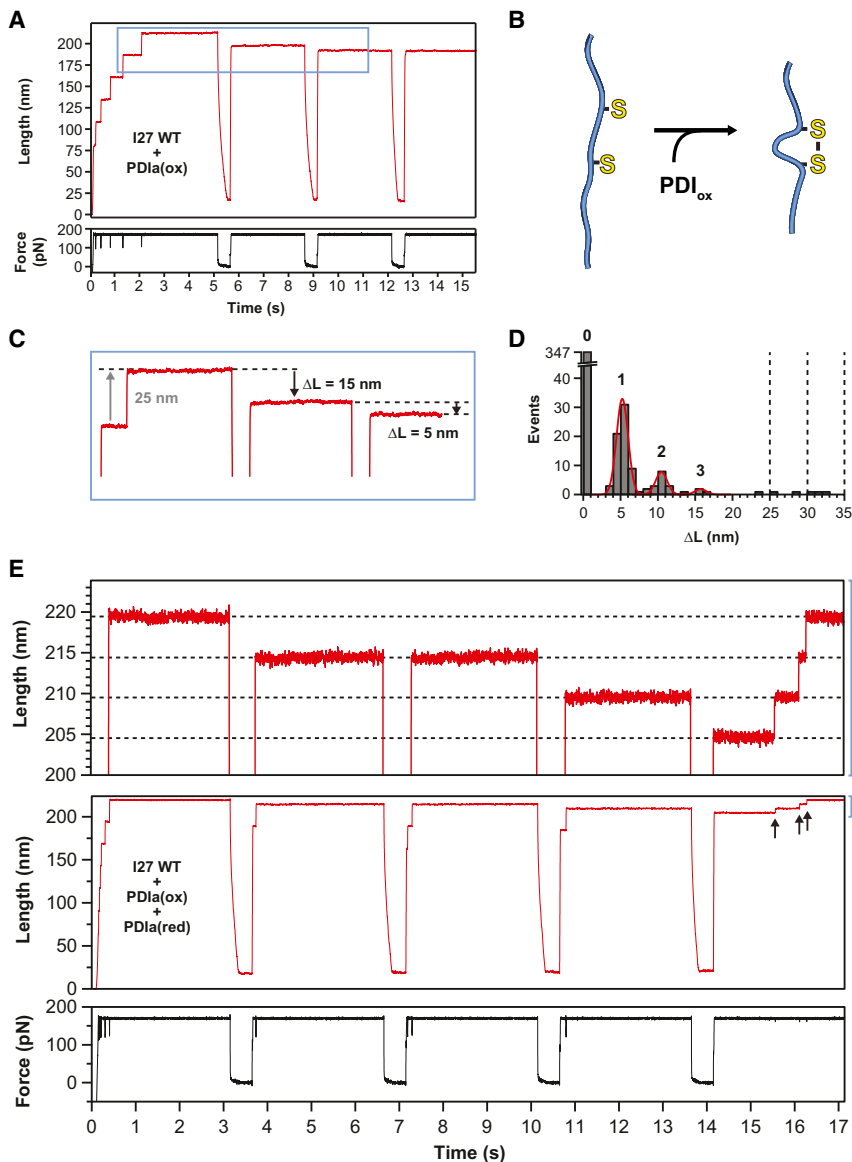 A
Length (nm)
200
175
150
125
100
75
50
25
0
I27 WT
+
PDIa(ox)
Force (pN)
200
100
0
0 1 2 3 4 5 6 7 8 9 10 11 12 13 14 15
Time (s)
B
S
S
PDIox
S
S
C
25 nm
ΔL = 15 nm
ΔL = 5 nm
D
Events
347
40
30
20
10
0
0
1
2
3
0 5 10 15 20 25 30 35
ΔL (nm)
E
Length (nm)
220
215
210
205
200
Length (nm)
200
150
100
50
0
I27 WT
+
PDIa(ox)
+
PDIa(red)
Force (pN)
200
100
0
0 1 2 3 4 5 6 7 8 9 10 11 12 13 14 15 16 17
Time (s)